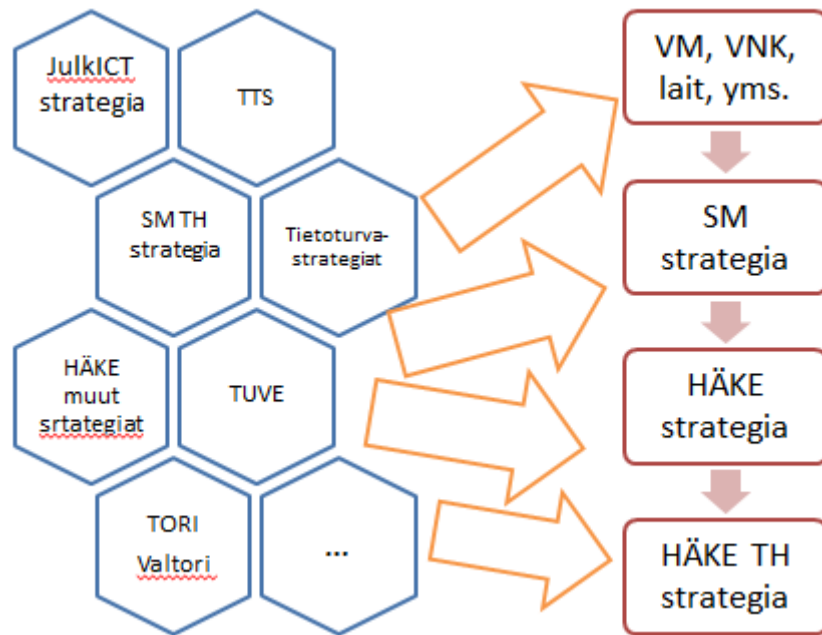 JulkICT
strategia
TTS
SM TH
strategia
Tietoturva-
strategiat
HÄKE
muut
srtategiat
TUVE
TORI
Valtori
...
VM, VNK,
lait, yms.
SM
strategia
HÄKE
strategia
HÄKE TH
strategia